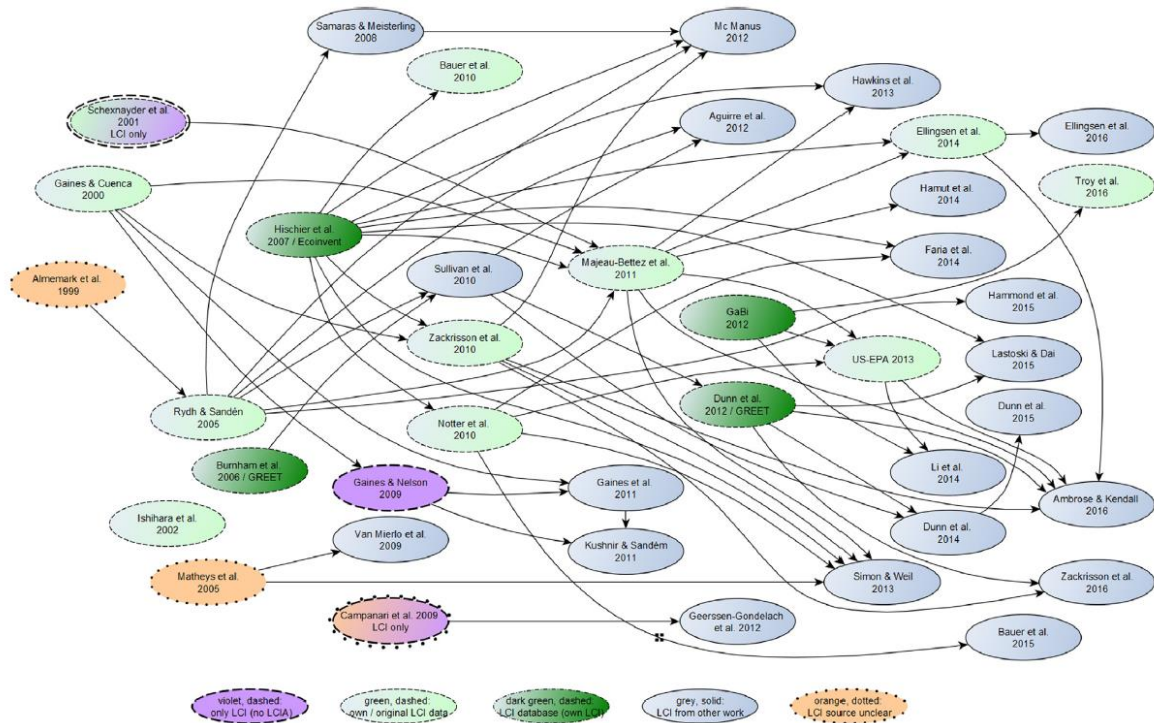 Samaras & Meisterling
2008
Mc Manus
2012
Bauer et al.
2010
Hawkins et al.
2013
Schexnayder et al.
2001
LCI only
Aguirre et al.
2012
Ellingsen et al.
2014
Ellingsen et al.
2016
Gaines & Cuenca
2000
Troy et al.
2016
Hamut et al.
2014
Hischier et al.
2007 / Ecoinvent
Faria et al.
2014
Sullivan et al.
2010
Majeau-Bettez et al.
2011
Almemark et al.
1999
Hammond et al.
2015
GaBi
2012
Zackrisson et al.
2010
US-EPA 2013
Lastoski & Dai
2015
Rydh & Sandén
2005
Dunn et al.
2012 / GREET
Dunn et al.
2015
Notter et al.
2010
Burnham et al.
2006 / GREET
Li et al.
2014
Gaines & Nelson
2009
Gaines et al.
2011
Ambrose & Kendall
2016
Ishihara et al.
2002
Dunn et al.
2014
Van Mierlo et al.
2009
Kushnir & Sandém
2011
Matheys et al.
2005
Simon & Weil
2013
Zackrisson et al.
2016
Campanari et al. 2009
LCI only
Geerssen-Gondelach
et al. 2012
Bauer et al.
2015
violet, dashed:
only LCI (no LCIA)
green, dashed:
own / original LCI data
dark green, dashed:
LCI database (own LCI)
grey, solid:
LCI from other work
orange, dotted:
LCI source unclear